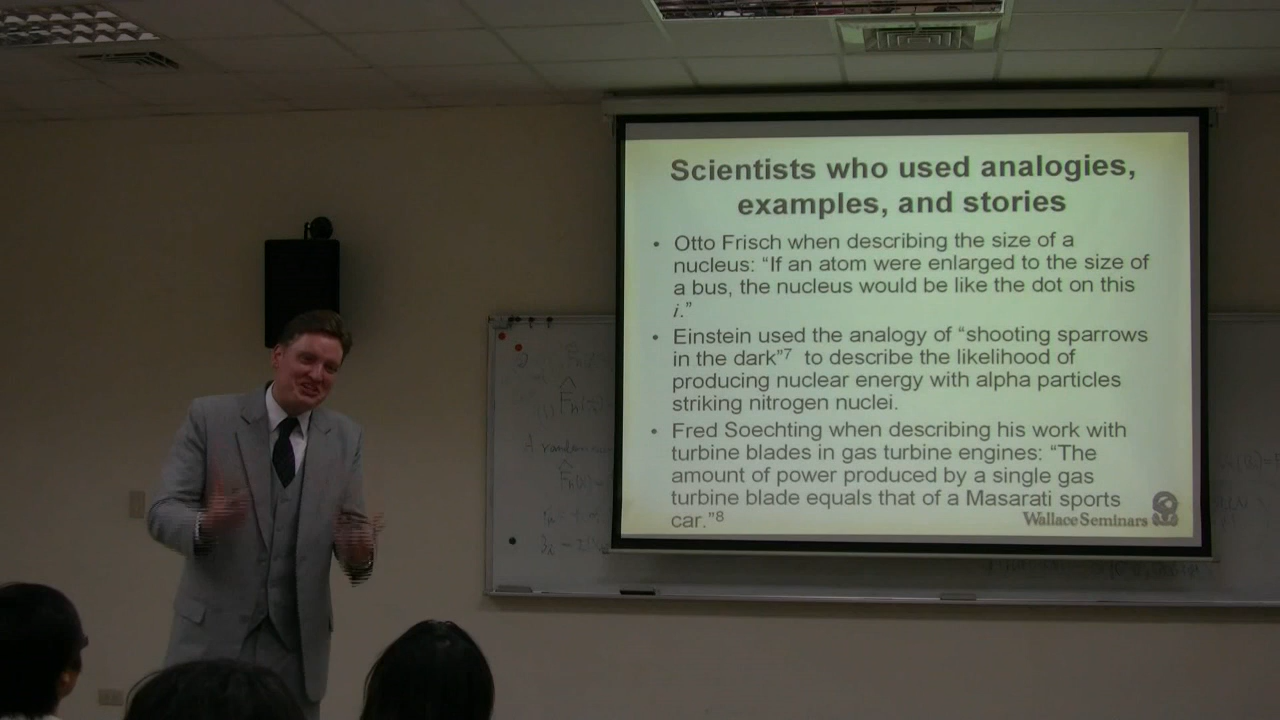 Scientists who used analogies,
examples, and stories
• Otto Frisch when describing the size of a
nucleus: “If an atom were enlarged to the size of
a bus, the nucleus would be like the dot on this
i.”
• Einstein used the analogy of “shooting sparrows
in the dark”7 to describe the likelihood of
producing nuclear energy with alpha particles
striking nitrogen nuclei.
• Fred Soechting when describing his work with
turbine blades in gas turbine engines: “The
amount of power produced by a single gas
turbine blade equals that of a Masarati sports
car.”8
Wallace Seminars
A random